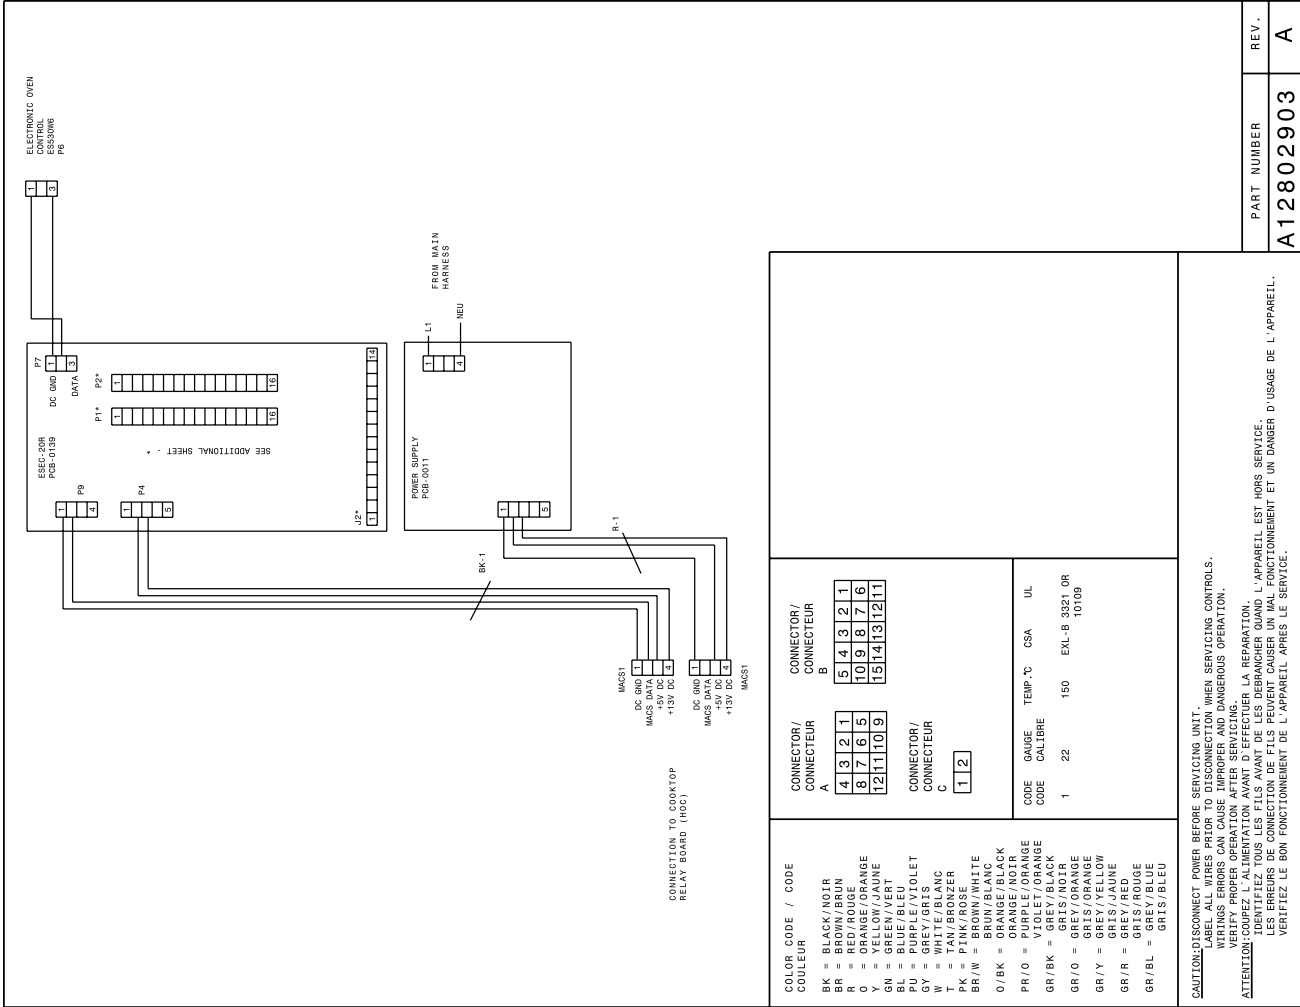 ELECTRONIC OVEN
CONTROL
ES530W6
P6
1
3
P7
1
3
DC GND
DATA
P2*
1
16
P1*
1
16
ESEC-20R
PCB-0139
SEE ADDITIONAL SHEET - *
P9
1
4
P4
1
5
J2*
1
14
FROM MAIN
HARNESS
L1
NEU
1
4
POWER SUPPLY
PCB-0011
1
5
BK-1
R-1
MACS1
1
4
DC GND
MACS DATA
+5V DC
+13V DC
1
4
DC GND
MACS DATA
+5V DC
+13V DC
MACS1
CONNECTION TO COOKTOP
RELAY BOARD (HOC)
COLOR CODE / CODE
COULEUR
BK = BLACK/NOIR
BR = BROWN/BRUN
R = RED/ROUGE
O = ORANGE/ORANGE
Y = YELLOW/JAUNE
GN = GREEN/VERT
BL = BLUE/BLEU
PU = PURPLE/VIOLET
GY = GREY/GRIS
W = WHITE/BLANC
T = TAN/BRONZER
PK = PINK/ROSE
BR/W = BROWN/WHITE
BRUN/BLANC
O/BK = ORANGE/BLACK
ORANGE/NOIR
PR/O = PURPLE/ORANGE
VIOLET/ORANGE
GR/BK = GREY/BLACK
GRIS/NOIR
GR/O = GREY/ORANGE
GRIS/ORANGE
GR/Y = GREY/YELLOW
GRIS/JAUNE
GR/R = GREY/RED
GRIS/ROUGE
GR/BL = GREY/BLUE
GRIS/BLEU
CONNECTOR/
CONNECTEUR
A
4 3 2 1
8 7 6 5
12 11 10 9
CONNECTOR/
CONNECTEUR
B
5 4 3 2 1
10 9 8 7 6
15 14 13 12 11
CONNECTOR/
CONNECTEUR
C
1 2
CODE GAUGE TEMP.°C CSA UL
CODE CALIBRE
1 22 150 EXL-B 3321 OR
10109
CAUTION:DISCONNECT POWER BEFORE SERVICING UNIT.
LABEL ALL WIRES PRIOR TO DISCONNECTION WHEN SERVICING CONTROLS.
WIRINGS ERRORS CAN CAUSE IMPROPER AND DANGEROUS OPERATION.
VERIFY PROPER OPERATION AFTER SERVICING.
ATTENTION:COUPEZ L'ALIMENTATION AVANT D'EFFECTUER LA REPARATION.
IDENTIFIEZ TOUS LES FILS AVANT DE LES DEBRANCHER QUAND L'APPAREIL EST HORS SERVICE.
LES ERREURS DE CONNECTION DE FILS PEUVENT CAUSER UN MAL FONCTIONNEMENT ET UN DANGER D'USAGE DE L'APPAREIL.
VERIFIEZ LE BON FONCTIONNEMENT DE L'APPAREIL APRES LE SERVICE.
PART NUMBER
A12802903
REV.
A